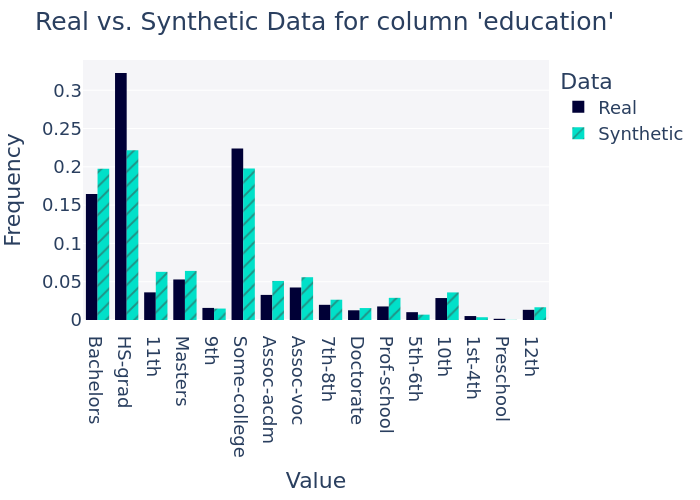 Real vs. Synthetic Data for column 'education'
Data
Real
Synthetic
Frequency
0.3
0.25
0.2
0.15
0.1
0.05
0
Bachelors
HS-grad
11th
Masters
9th
Some-college
Assoc-acdm
Assoc-voc
7th-8th
Doctorate
Prof-school
5th-6th
10th
1st-4th
Preschool
12th
Value